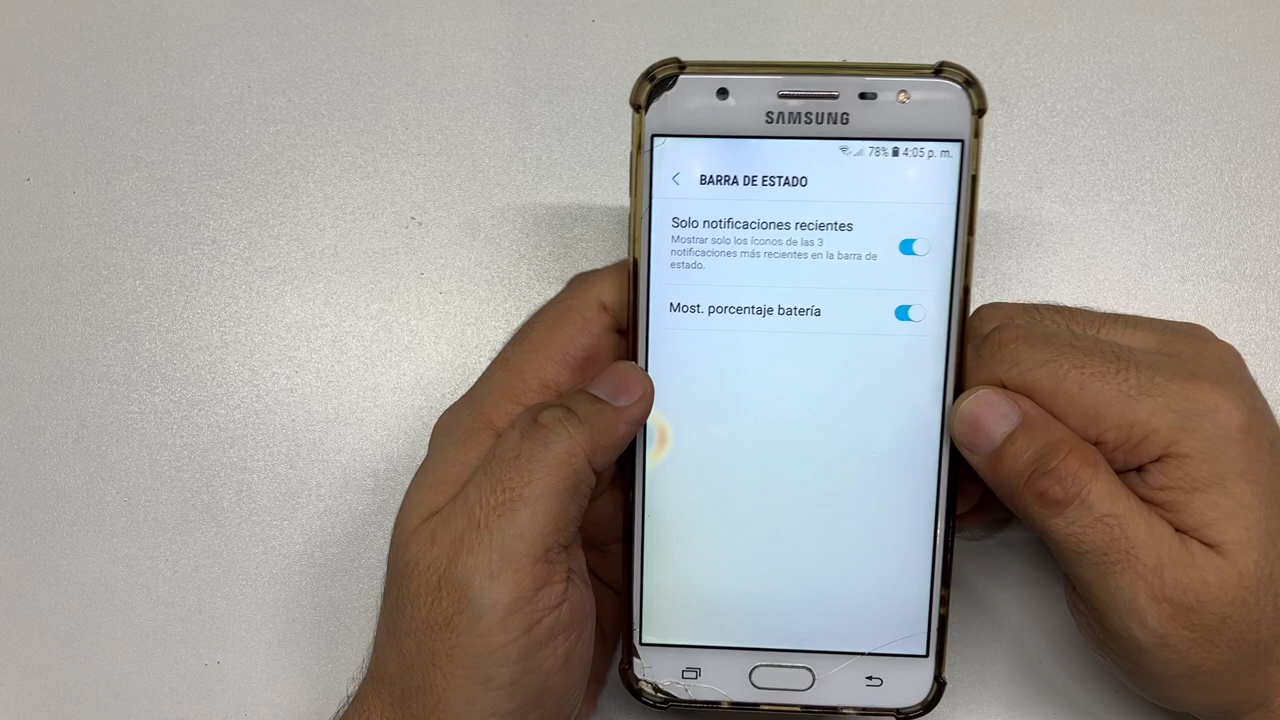 SAMSUNG
78% 4:05 p. m.
BARRA DE ESTADO
Solo notificaciones recientes
Mostrar solo los íconos de las 3
notificaciones más recientes en la barra de
estado.
Most. porcentaje batería